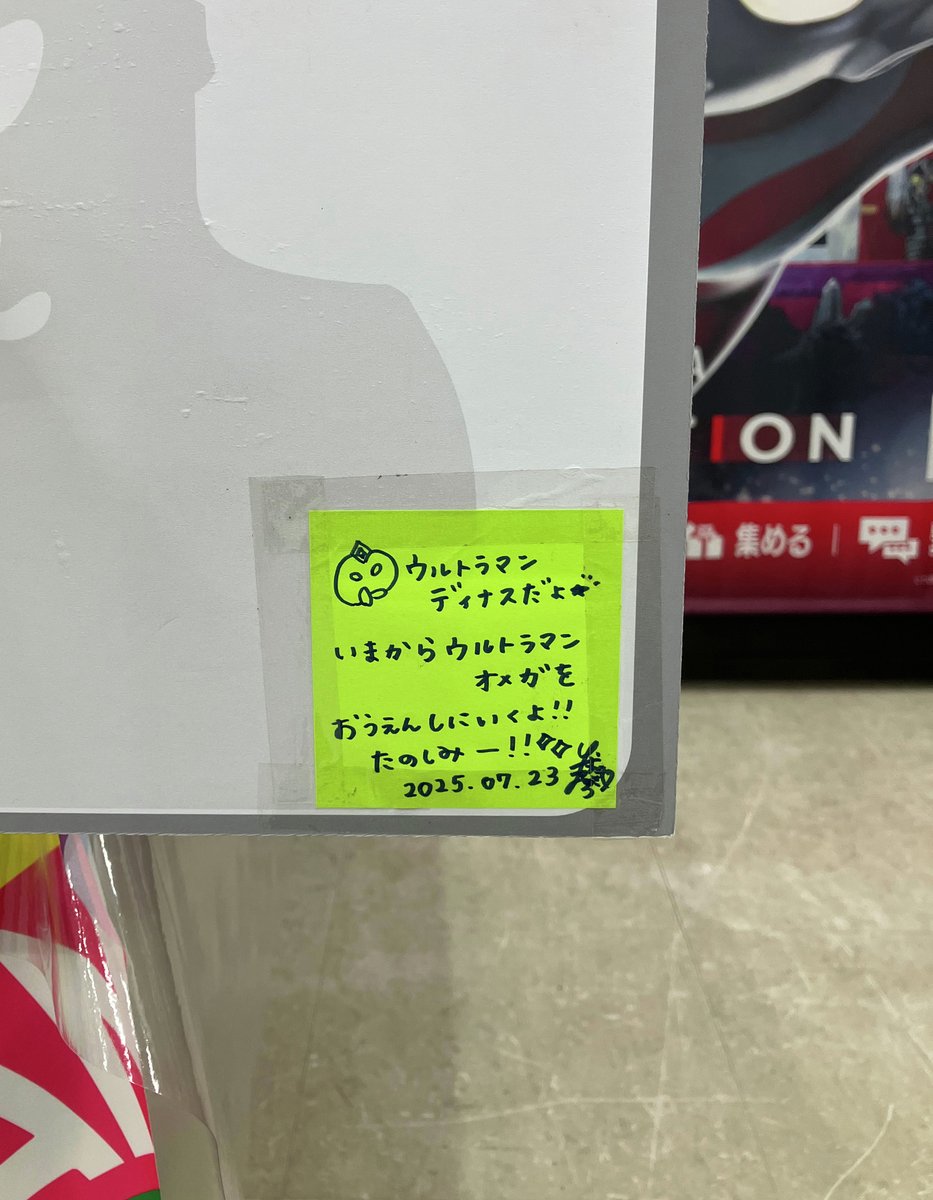 ION
集める
ウルトラマン
ディナスだよ
いまからウルトラマン
オメガを
おうえんしにいくよ!!
たのしみー!!
2025.07.23